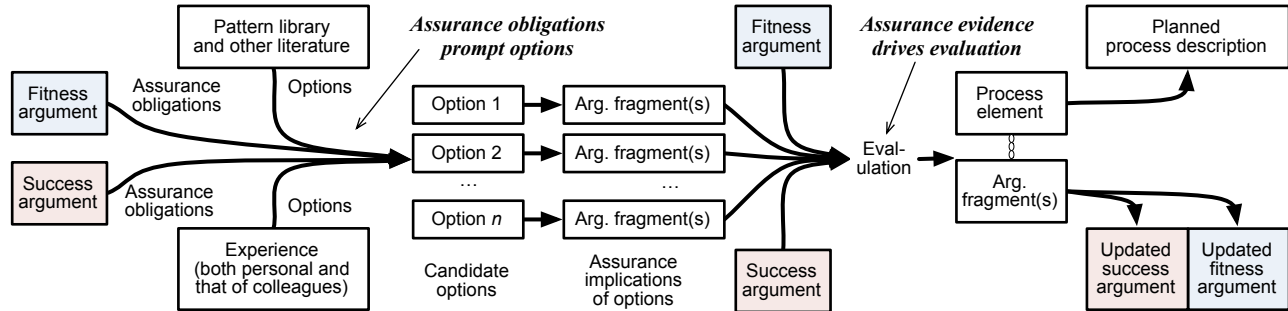 Pattern library
and other literature
Assurance obligations
prompt options
Fitness
argument
Assurance evidence
drives evaluation
Planned
process description
Fitness
argument
Assurance
obligations
Options
Success
argument
Assurance
obligations
Options
Experience
(both personal and
that of colleagues)
Option 1
Arg. fragment(s)
Option 2
Arg. fragment(s)
...
...
Option n
Arg. fragment(s)
Candidate
options
Assurance
implications
of options
Success
argument
Eval-
uation
Process
element
Arg.
fragment(s)
Updated
success
argument
Updated
fitness
argument